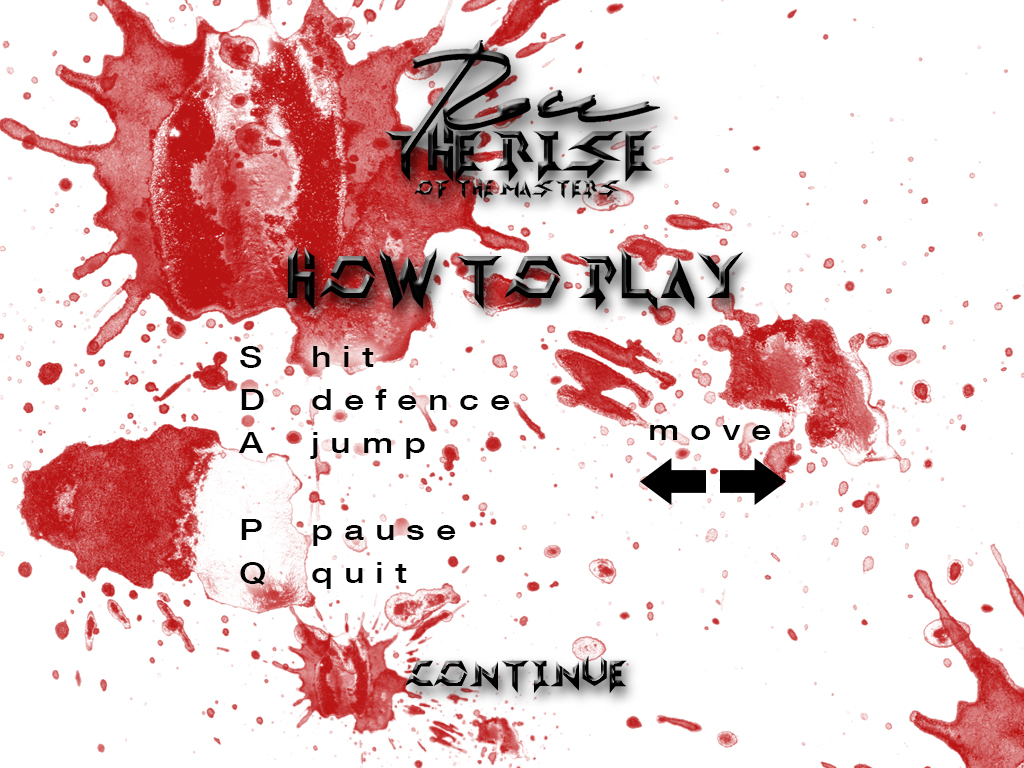 THE RISE
OF THE MASTERS
HOW TO PLAY
S hit
D defence
A jump
move
P pause
Q quit
CONTINUE